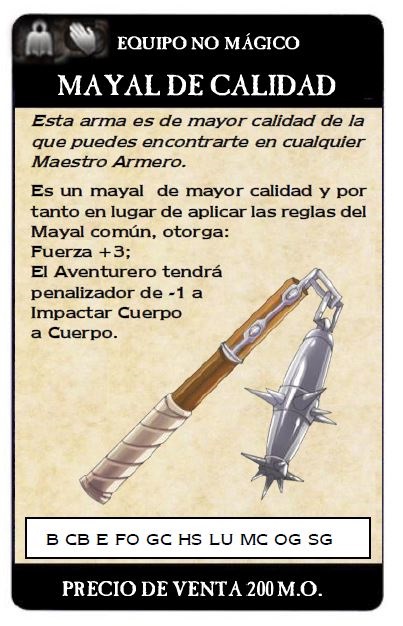 EQUIPO NO MÁGICO
MAYAL DE CALIDAD
Esta arma es de mayor calidad de la
que puedes encontrarte en cualquier
Maestro Armero.
Es un mayal de mayor calidad y por
tanto en lugar de aplicar las reglas del
Mayal común, otorga:
Fuerza +3;
El Aventurero tendrá
penalizador de -1 a
Impactar Cuerpo
a Cuerpo.
B CB E FO GC HS LU MC OG SG
PRECIO DE VENTA 200 M.O.